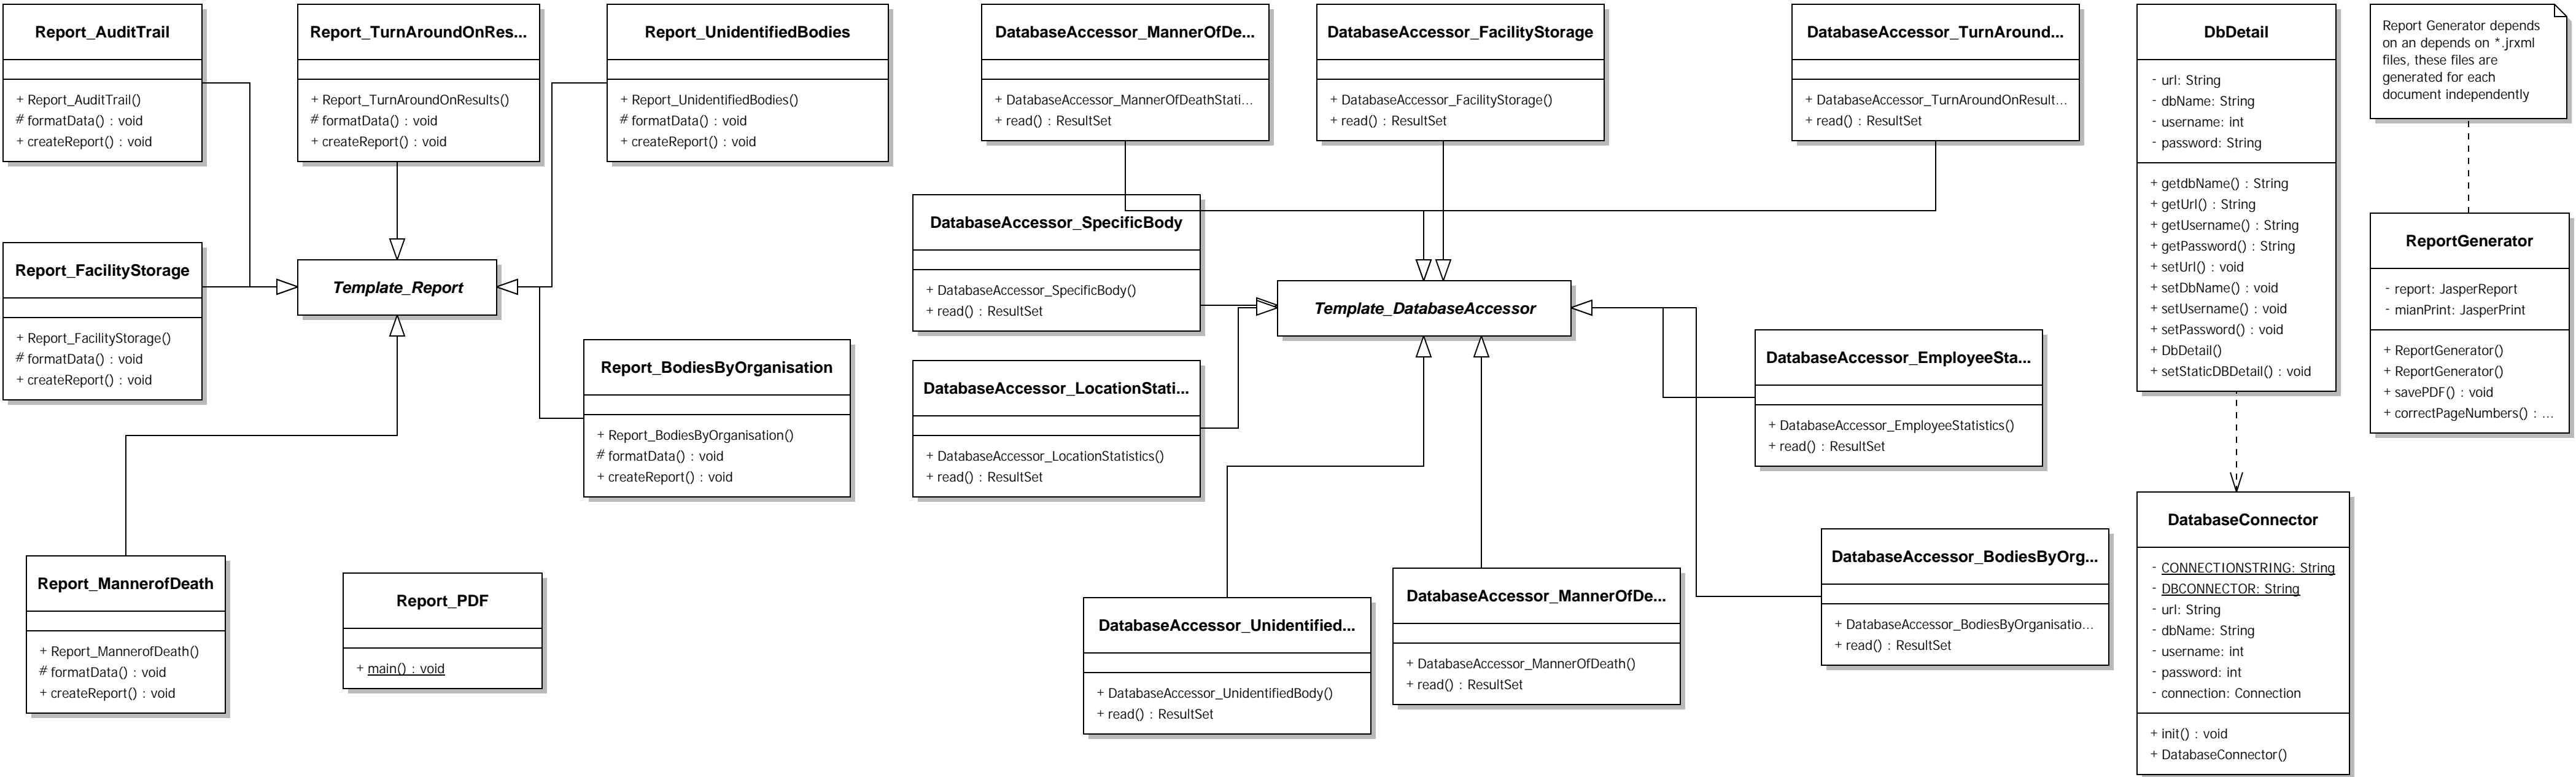 Report_AuditTrail
+ Report_AuditTrail()
# formatData() : void
+ createReport() : void
Report_TurnAroundOnRes...
+ Report_TurnAroundOnResults()
# formatData() : void
+ createReport() : void
Report_UnidentifiedBodies
+ Report_UnidentifiedBodies()
# formatData() : void
+ createReport() : void
Report_FacilityStorage
+ Report_FacilityStorage()
# formatData() : void
+ createReport() : void
Template_Report
Report_BodiesByOrganisation
+ Report_BodiesByOrganisation()
# formatData() : void
+ createReport() : void
Report_MannerofDeath
+ Report_MannerofDeath()
# formatData() : void
+ createReport() : void
Report_PDF
+ main() : void
DatabaseAccessor_MannerOfDe...
+ DatabaseAccessor_MannerOfDeathStati...
+ read() : ResultSet
DatabaseAccessor_FacilityStorage
+ DatabaseAccessor_FacilityStorage()
+ read() : ResultSet
DatabaseAccessor_TurnAround...
+ DatabaseAccessor_TurnAroundOnResult...
+ read() : ResultSet
DatabaseAccessor_SpecificBody
+ DatabaseAccessor_SpecificBody()
+ read() : ResultSet
Template_DatabaseAccessor
DatabaseAccessor_LocationStati...
+ DatabaseAccessor_LocationStatistics()
+ read() : ResultSet
DatabaseAccessor_EmployeeSta...
+ DatabaseAccessor_EmployeeStatistics()
+ read() : ResultSet
DatabaseAccessor_Unidentified...
+ DatabaseAccessor_UnidentifiedBody()
+ read() : ResultSet
DatabaseAccessor_MannerOfDe...
+ DatabaseAccessor_MannerOfDeath()
+ read() : ResultSet
DatabaseAccessor_BodiesByOrg...
+ DatabaseAccessor_BodiesByOrganisatio...
+ read() : ResultSet
DbDetail
- url: String
- dbName: String
- username: int
- password: String
+ getdbName() : String
+ getUrl() : String
+ getUsername() : String
+ getPassword() : String
+ setUrl() : void
+ setDbName() : void
+ setUsername() : void
+ setPassword() : void
+ DbDetail()
+ setStaticDBDetail() : void
DatabaseConnector
- CONNECTIONSTRING: String
- DBCONNECTOR: String
- url: String
- dbName: String
- username: int
- password: int
- connection: Connection
+ init() : void
+ DatabaseConnector()
Report Generator depends
on an depends on *.jrxml
files, these files are
generated for each
document independently
ReportGenerator
- report: JasperReport
- mianPrint: JasperPrint
+ ReportGenerator()
+ ReportGenerator()
+ savePDF() : void
+ correctPageNumbers() : ...